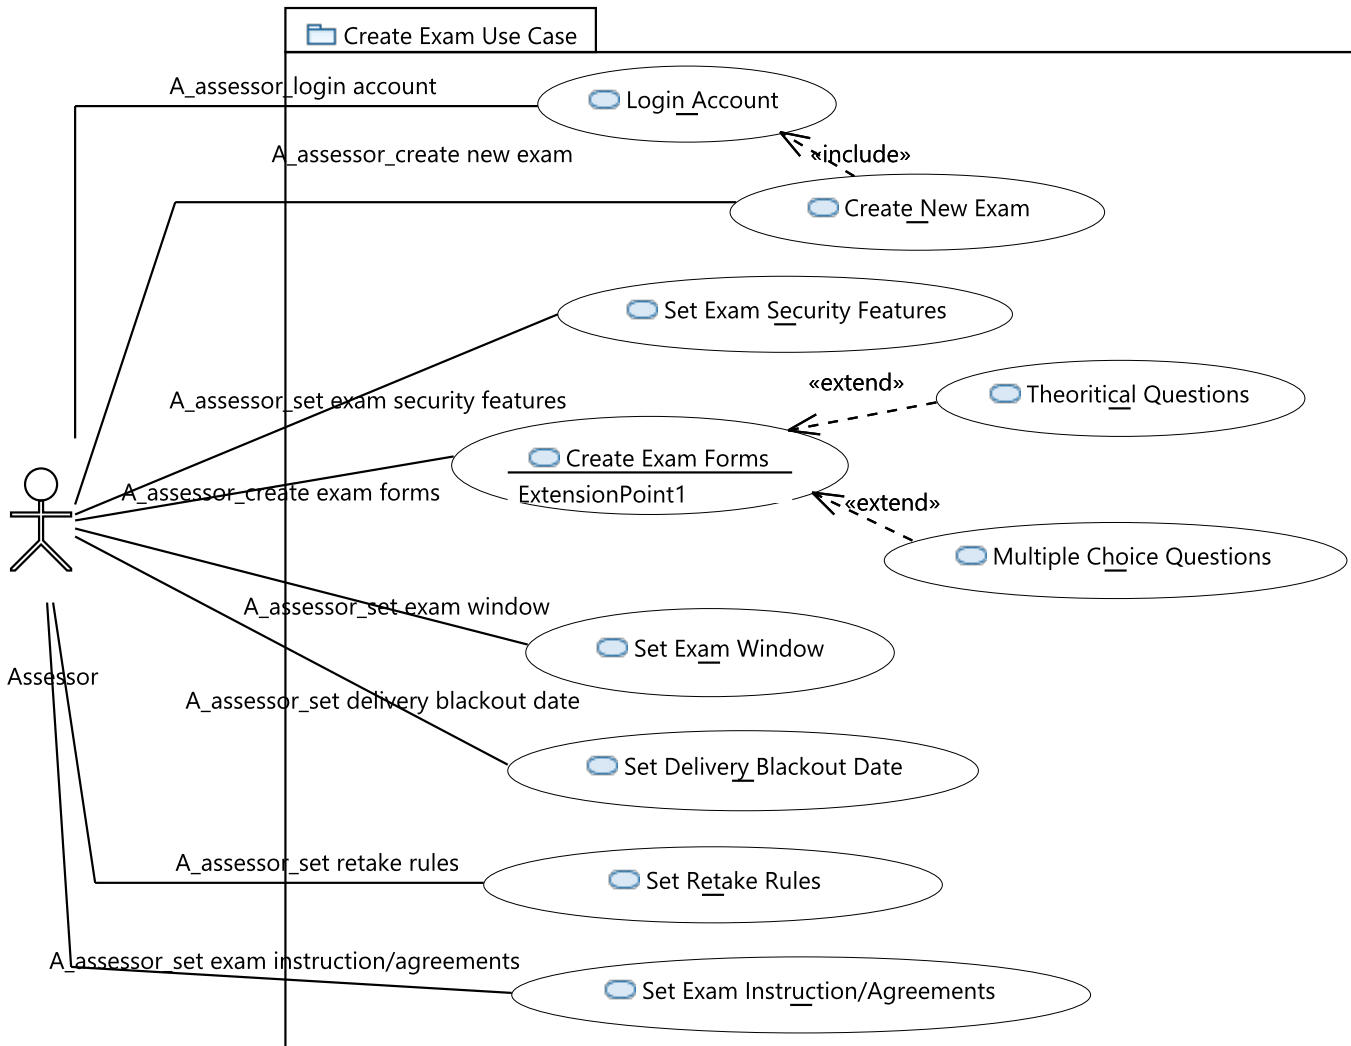 Create Exam Use Case
A_assessor_login account
Login Account
A_assessor_create new exam
«include»
Create New Exam
Set Exam Security Features
«extend»
Theoritical Questions
A_assessor_set exam security features
Create Exam Forms
A_assessor_create exam forms
ExtensionPoint1
«extend»
Multiple Choice Questions
A_assessor_set exam window
Set Exam Window
Assessor
A_assessor_set delivery blackout date
Set Delivery Blackout Date
A_assessor_set retake rules
Set Retake Rules
A_assessor_set exam instruction/agreements
Set Exam Instruction/Agreements